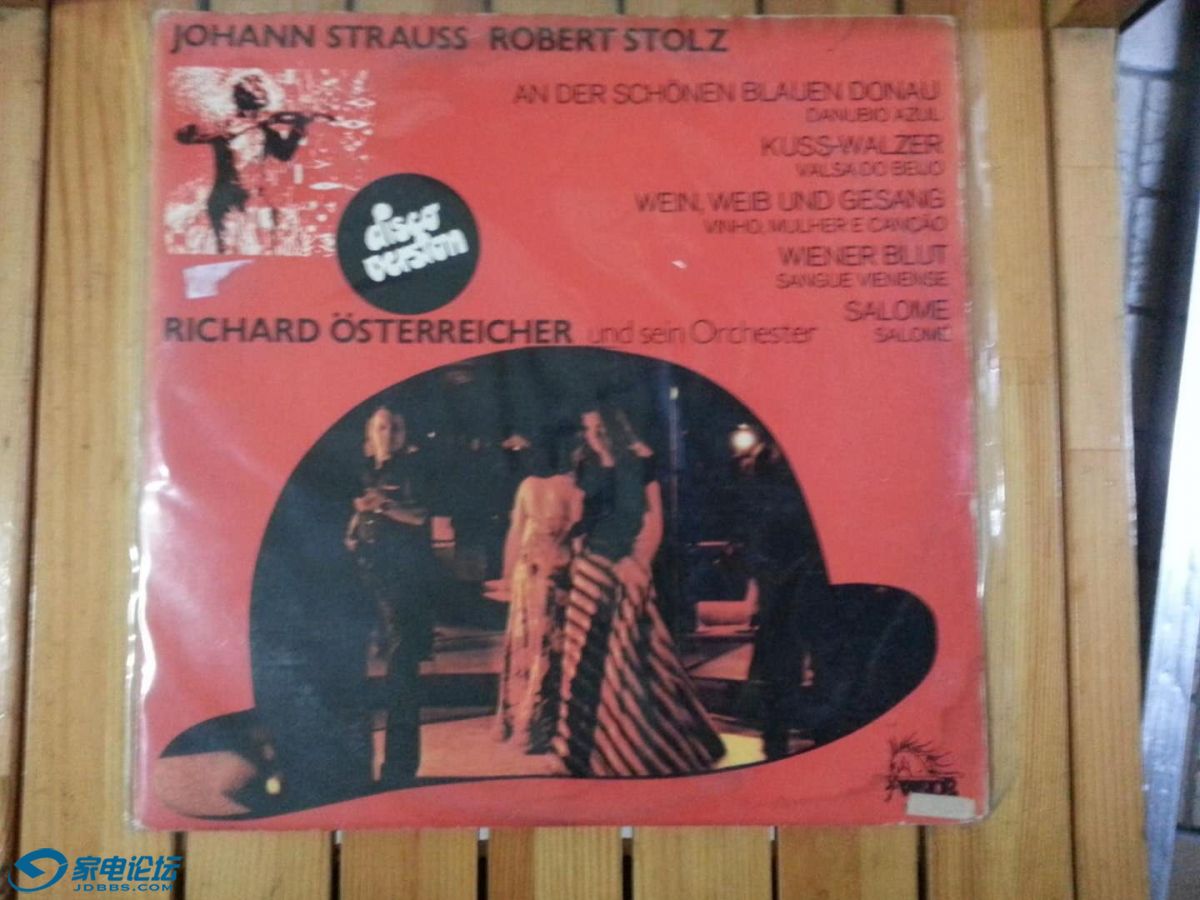 JOHANN STRAUSS ROBERT STOLZ
AN DER SCHÖNEN BLAUEN DONAU
DANUBIO AZUL
KUSS-WALZER
VALSA DO BEIJO
WEIN, WEIB UND GESANG
VINHO, MULHER E CANÇÃO
WIENER BLUT
SANGUE VIENENSE
SALOME
SALOMÉ
disco
version
RICHARD ÖSTERREICHER und sein Orchester
家电论坛
JDBBS.COM